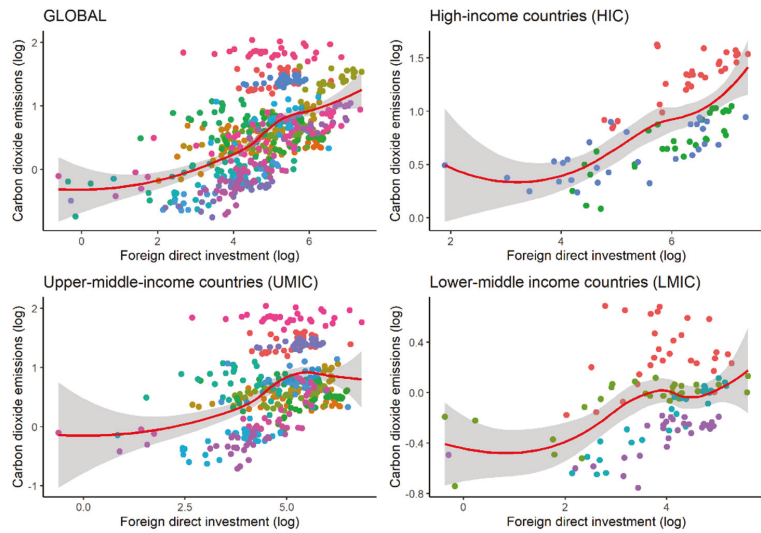 GLOBAL
Carbon dioxide emissions (log)
2
1
0
0
2
4
6
Foreign direct investment (log)
High-income countries (HIC)
Carbon dioxide emissions (log)
1.5
1.0
0.5
0.0
2
4
6
Foreign direct investment (log)
Upper-middle-income countries (UMIC)
Carbon dioxide emissions (log)
2
1
0
-1
0.0
2.5
5.0
Foreign direct investment (log)
Lower-middle income countries (LMIC)
Carbon dioxide emissions (log)
0.4
0.0
-0.4
-0.8
0
2
4
Foreign direct investment (log)